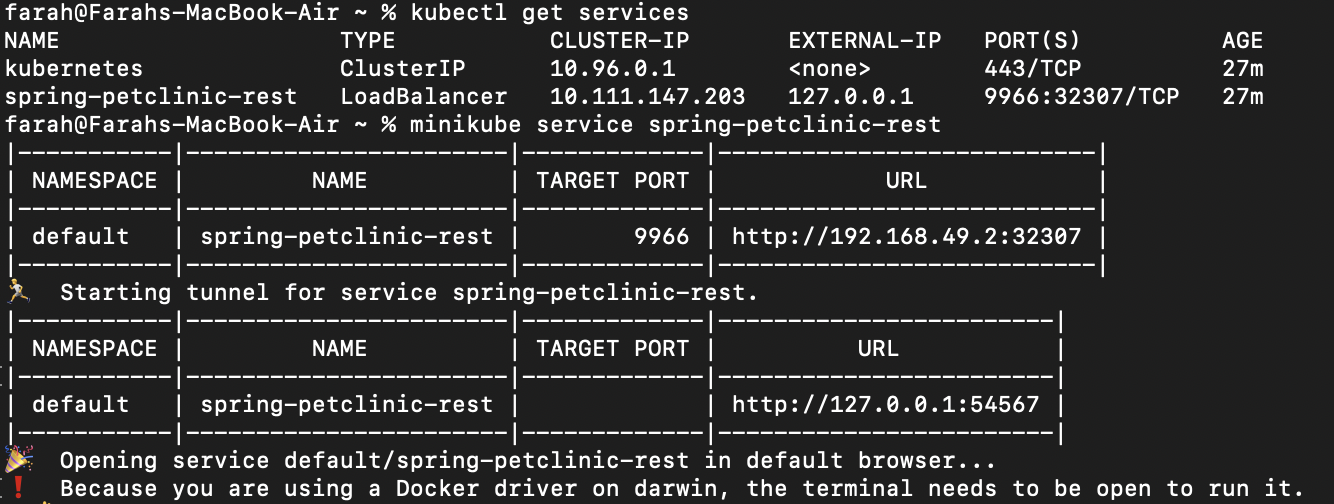 farah@Farahs-MacBook-Air ~ % kubectl get services
NAME TYPE CLUSTER-IP EXTERNAL-IP PORT(S) AGE
kubernetes ClusterIP 10.96.0.1 <none> 443/TCP 27m
spring-petclinic-rest LoadBalancer 10.111.147.203 127.0.0.1 9966:32307/TCP 27m
farah@Farahs-MacBook-Air ~ % minikube service spring-petclinic-rest
|-----------|-----------------------|-------------|---------------------------|
| NAMESPACE | NAME | TARGET PORT | URL |
|-----------|-----------------------|-------------|---------------------------|
| default | spring-petclinic-rest | 9966 | http://192.168.49.2:32307 |
|-----------|-----------------------|-------------|---------------------------|
🏃 Starting tunnel for service spring-petclinic-rest.
|-----------|-----------------------|-------------|------------------------|
| NAMESPACE | NAME | TARGET PORT | URL |
|-----------|-----------------------|-------------|------------------------|
| default | spring-petclinic-rest | | http://127.0.0.1:54567 |
|-----------|-----------------------|-------------|------------------------|
🎉 Opening service default/spring-petclinic-rest in default browser...
❗ Because you are using a Docker driver on darwin, the terminal needs to be open to run it.